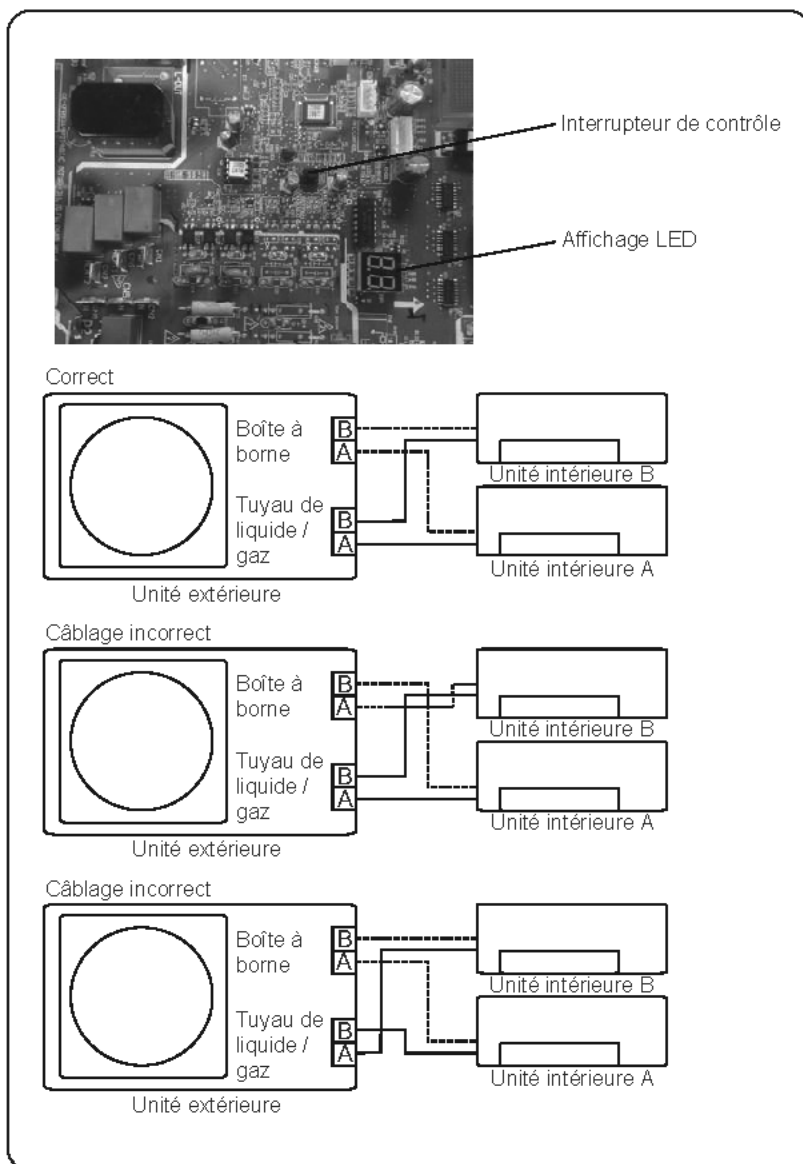 Interrupteur de contrôle
Affichage LED
Correct
Boîte à
borne
B
A
Tuyau de
liquide /
gaz
B
A
Unité extérieure
Unité intérieure B
Unité intérieure A
Câblage incorrect
Boîte à
borne
B
A
Tuyau de
liquide /
gaz
B
A
Unité extérieure
Unité intérieure B
Unité intérieure A
Câblage incorrect
Boîte à
borne
B
A
Tuyau de
liquide /
gaz
B
A
Unité extérieure
Unité intérieure B
Unité intérieure A